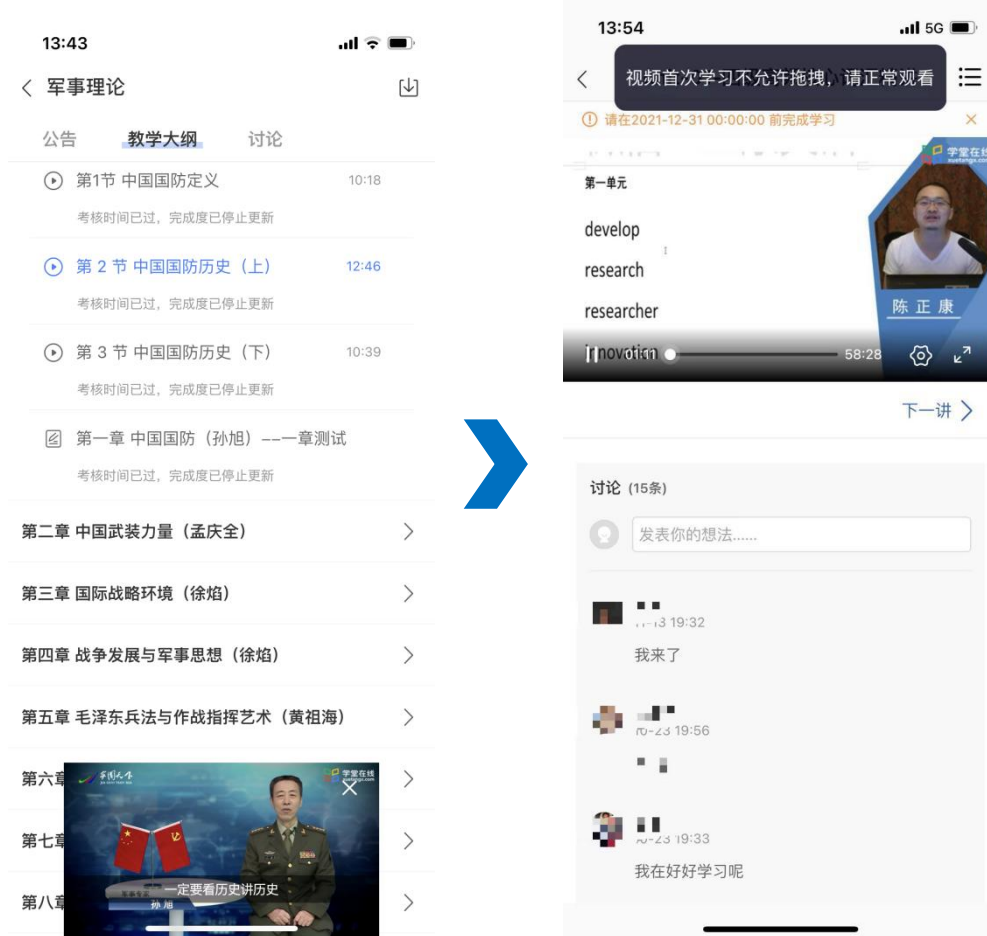 13:43
军事理论
公告 教学大纲 讨论
第1节 中国国防定义 10:18
考核时间已过，完成度已停止更新
第 2 节 中国国防历史（上） 12:46
考核时间已过，完成度已停止更新
第 3 节 中国国防历史（下） 10:39
考核时间已过，完成度已停止更新
第一章 中国国防（孙旭）--一章测试
考核时间已过，完成度已停止更新
第二章 中国武装力量（孟庆全）
第三章 国际战略环境（徐焰）
第四章 战争发展与军事思想（徐焰）
第五章 毛泽东兵法与作战指挥艺术（黄祖海）
第六章
学堂在线
xuetangx.com
第七章
一定要看历史讲历史
第八章
孙旭
13:54
5G
视频首次学习不允许拖拽，请正常观看
请在2021-12-31 00:00:00 前完成学习
学堂在线
xuetangx.com
第一单元
develop
research
researcher
陈正康
innovation
58:28
下一讲
讨论 (15条)
发表你的想法......
19:32
我来了
19:56
19:33
我在好好学习呢